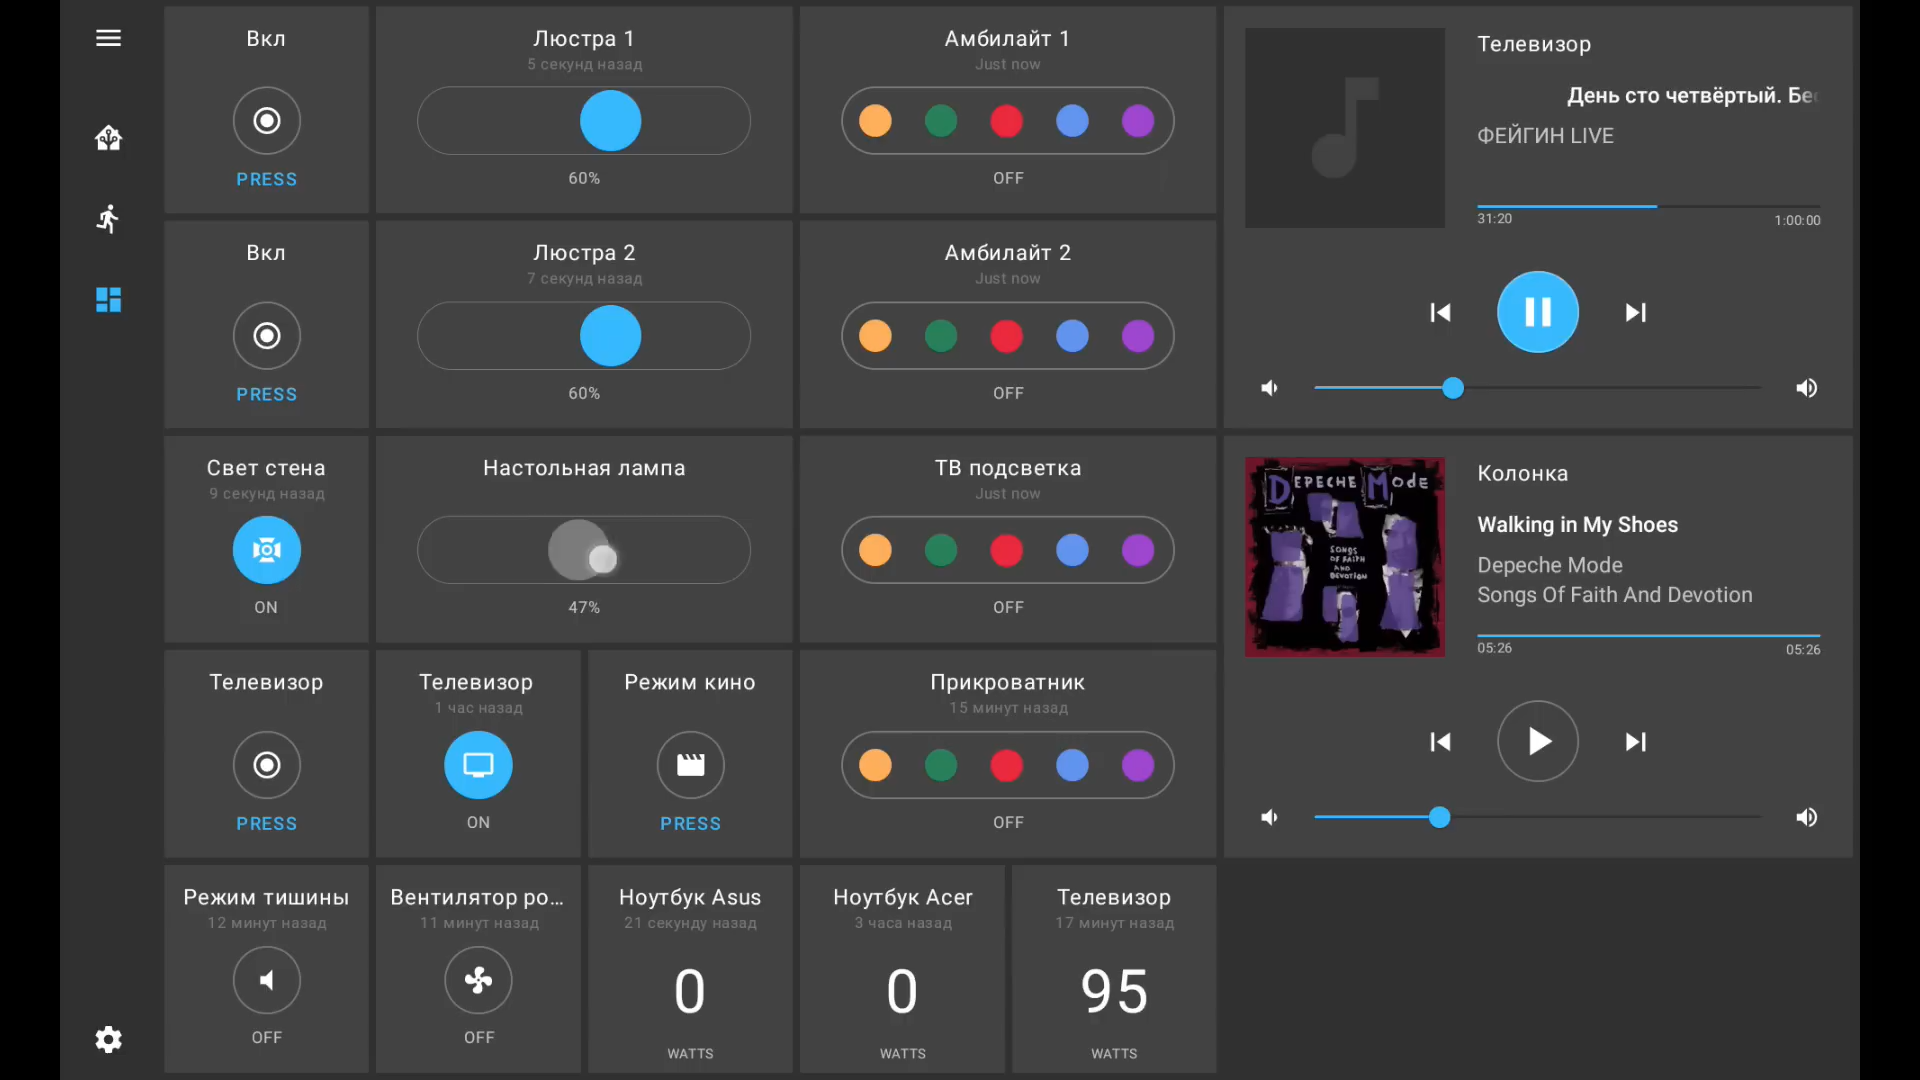 Вкл
PRESS
Люстра 1
5 секунд назад
60%
Амбилайт 1
Just now
OFF
Телевизор
День сто четвёртый. Бе
ФЕЙГИН LIVE
31:20
1:00:00
Вкл
PRESS
Люстра 2
7 секунд назад
60%
Амбилайт 2
Just now
OFF
Свет стена
9 секунд назад
ON
Настольная лампа
47%
ТВ подсветка
Just now
OFF
DEPECHE MODE
SONGS
OF FAITH
AND
DEVOTION
Колонка
Walking in My Shoes
Depeche Mode
Songs Of Faith And Devotion
05:26
05:26
Телевизор
PRESS
Телевизор
1 час назад
ON
Режим кино
PRESS
Прикроватник
15 минут назад
OFF
Режим тишины
12 минут назад
OFF
Вентилятор ро...
11 минут назад
OFF
Ноутбук Asus
21 секунду назад
0
WATTS
Ноутбук Acer
3 часа назад
0
WATTS
Телевизор
17 минут назад
95
WATTS